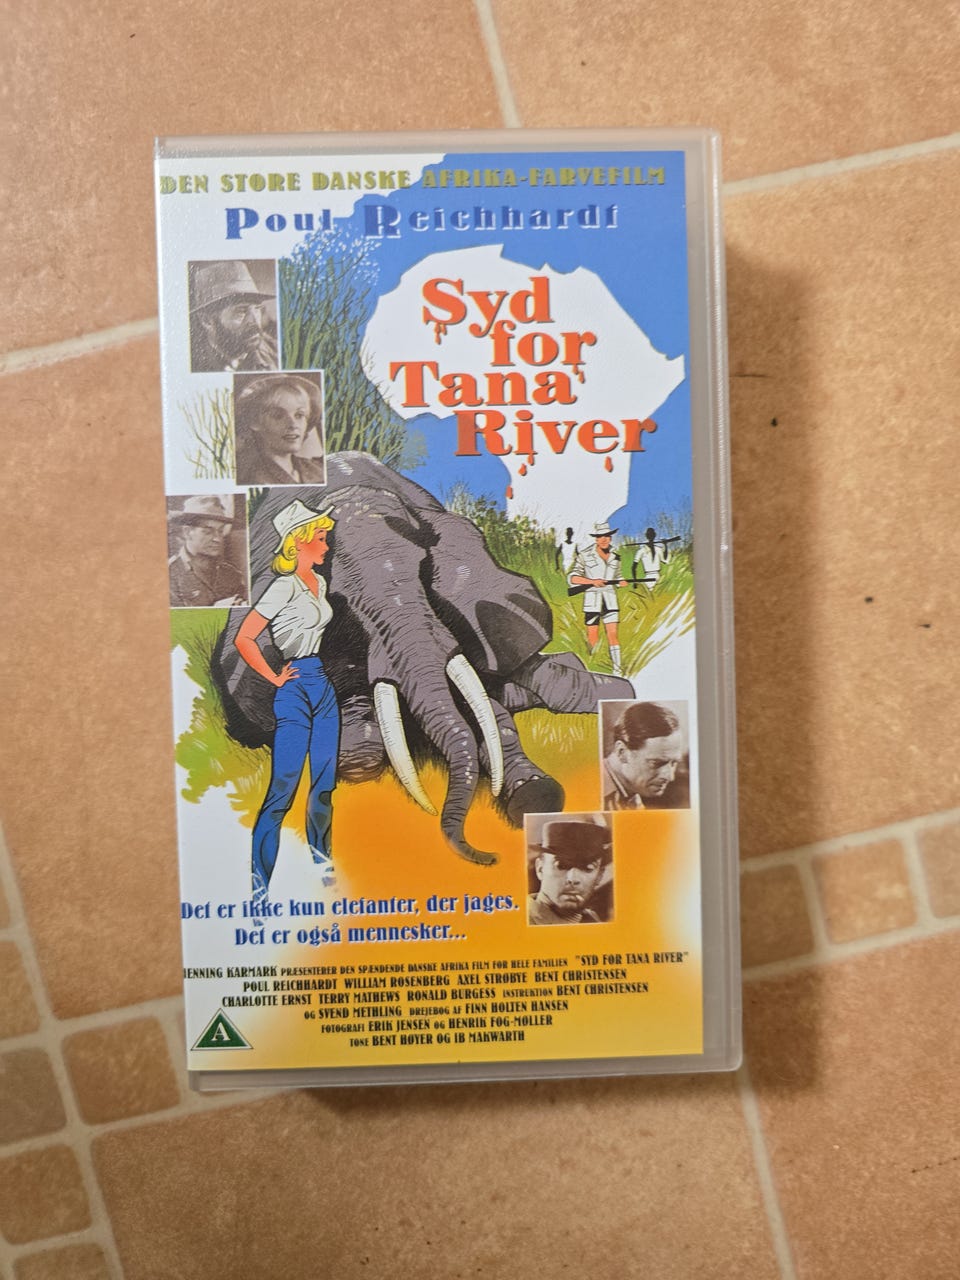 DEN STORE DANSKE AFRIKA-FARVEFILM
Poul Reichhardt
Syd
for
Tana
River
Det er ikke kun elefanter, der jages.
Det er også mennesker...
HENNING KARMARK PRÆSENTERER DEN SPÆNDENDE DANSKE AFRIKA FILM FOR HELE FAMILIEN "SYD FOR TANA RIVER"
POUL REICHHARDT WILLIAM ROSENBERG AXEL STRØBYE BENT CHRISTENSEN
CHARLOTTE ERNST TERRY MATHEWS RONALD BURGESS INSTRUKTION BENT CHRISTENSEN
OG SVEND METHLING DREJEBOG AF FINN HOLTEN HANSEN
FOTOGRAFI ERIK JENSEN OG HENRIK FOG-MØLLER
TONE BENT HØYER OG IB MAKWARTH
A